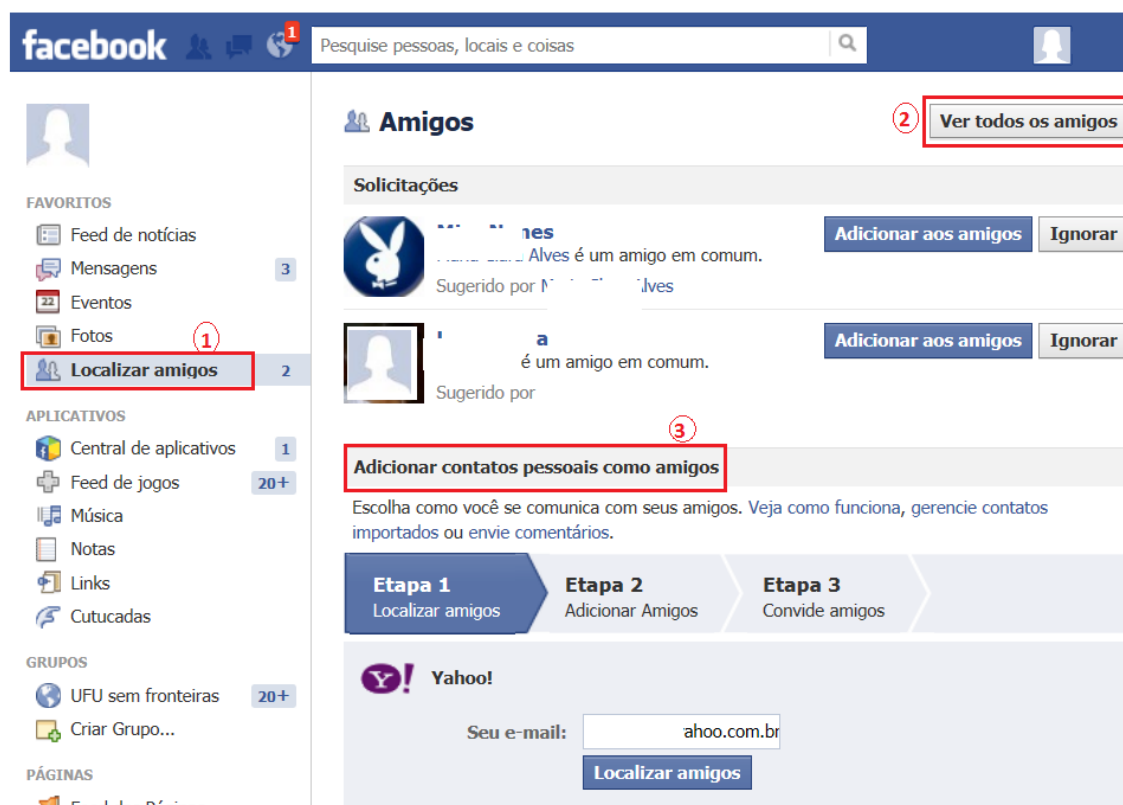 facebook
1
Pesquise pessoas, locais e coisas
FAVORITOS
Feed de notícias
Mensagens 3
22 Eventos
Fotos
1
Localizar amigos 2
APLICATIVOS
Central de aplicativos 1
Feed de jogos 20+
Música
Notas
Links
Cutucadas
GRUPOS
UFU sem fronteiras 20+
Criar Grupo...
PÁGINAS
Amigos
2
Ver todos os amigos
Solicitações
Adicionar aos amigos Ignorar
Alves é um amigo em comum.
Sugerido por
Adicionar aos amigos Ignorar
é um amigo em comum.
Sugerido por
3
Adicionar contatos pessoais como amigos
Escolha como você se comunica com seus amigos. Veja como funciona, gerencie contatos
importados ou envie comentários.
Etapa 1
Localizar amigos
Etapa 2
Adicionar Amigos
Etapa 3
Convide amigos
Y! Yahoo!
Seu e-mail: ahoo.com.br
Localizar amigos